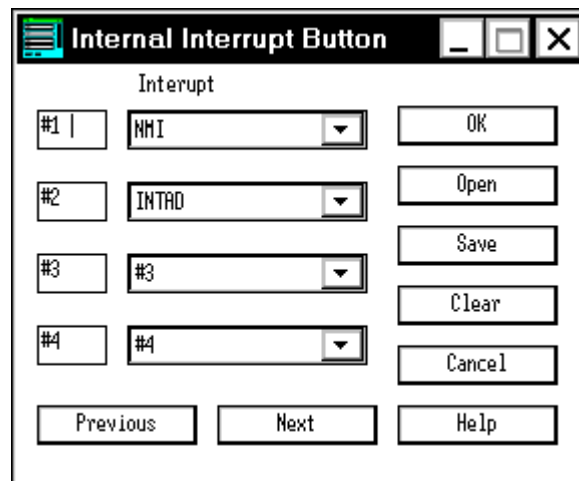 Internal Interrupt Button
Interupt
#1 NMI OK
Open
#2 INTAD
Save
#3 #3
Clear
#4 #4
Cancel
Previous Next Help